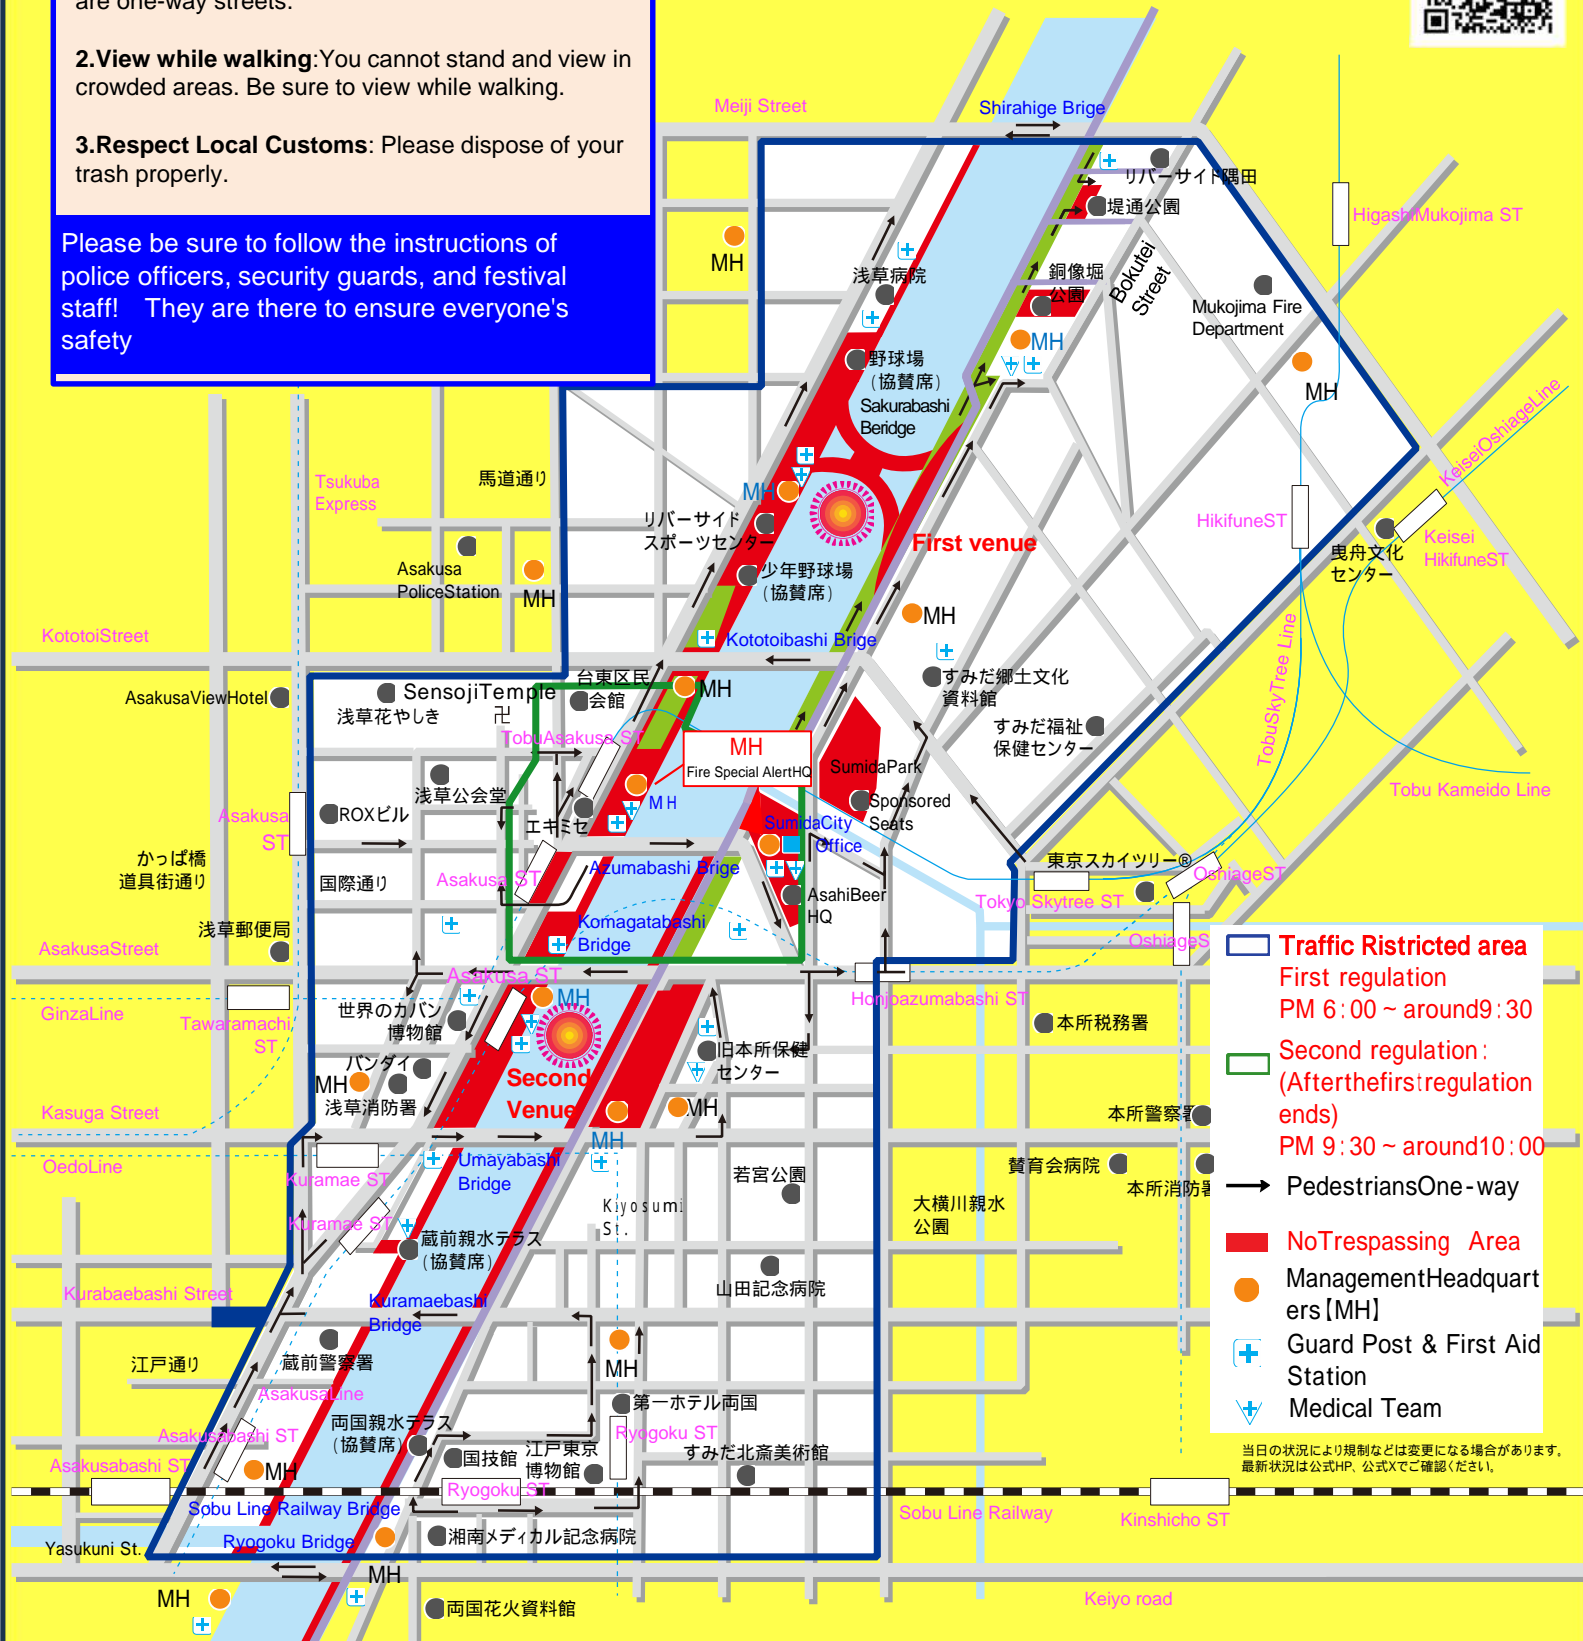 are one-way streets.
2.View while walking:You cannot stand and view in
crowded areas. Be sure to view while walking.
3.Respect Local Customs: Please dispose of your
trash properly.
Please be sure to follow the instructions of
police officers, security guards, and festival
staff!　They are there to ensure everyone's
safety
Meiji Street
Shirahige Brige
リバーサイド隅田
堤通公園
HigashiMukojima ST
MH
浅草病院
銅像堀
公園
Bokutei
Street
Mukojima Fire
Department
MH
野球場
(協賛席)
Sakurabashi
Beridge
MH
KeiseiOshiageLine
Tsukuba
Express
馬道通り
MH
リバーサイド
スポーツセンター
HikifuneST
Keisei
HikifuneST
曳舟文化
センター
First venue
Asakusa
PoliceStation
MH
少年野球場
(協賛席)
MH
KototoiStreet
Kototoibashi Brige
TobuSkyTree Line
AsakusaViewHotel
SensojiTemple
浅草花やしき
卍
台東区民
会館
MH
すみだ郷土文化
資料館
すみだ福祉
保健センター
TobuAsakusa ST
MH
Fire Special AlertHQ
SumidaPark
Tobu Kameido Line
浅草公会堂
MH
Sponsored
Seats
Asakusa
ST
ROXビル
エキミセ
SumidaCity
Office
かっぱ橋
道具街通り
国際通り
Asakusa ST
Azumabashi Brige
東京スカイツリー®
OshiageST
AsahiBeer
HQ
Tokyo Skytree ST
浅草郵便局
Komagatabashi
Bridge
AsakusaStreet
OshiageS
Asakusa ST
Honjoazumabashi ST
GinzaLine
Tawaramachi
ST
世界のカバン
博物館
MH
本所税務署
旧本所保健
センター
バンダイ
MH
浅草消防署
Second
Venue
MH
Kasuga Street
本所警察署
MH
OedoLine
Kuramae ST
Umayabashi
Bridge
賛育会病院
本所消防署
若宮公園
Kiyosumi
St.
大横川親水
公園
Kuramae ST
蔵前親水テラス
(協賛席)
山田記念病院
Kurabaebashi Street
Kuramaebashi
Bridge
江戸通り
蔵前警察署
MH
AsakusaLine
第一ホテル両国
両国親水テラス
(協賛席)
Asakusabashi ST
Ryogoku ST
国技館
江戸東京
博物館
すみだ北斎美術館
Asakusabashi ST
MH
Ryogoku ST
Sobu Line Railway Bridge
Sobu Line Railway
Kinshicho ST
Yasukuni St.
Ryogoku Bridge
湘南メディカル記念病院
MH
MH
両国花火資料館
Keiyo road
Traffic Ristricted area
First regulation
PM 6:00 ~ around9:30
Second regulation:
(Afterthefirstregulation
ends)
PM 9:30 ~ around10:00
PedestriansOne-way
NoTrespassing Area
ManagementHeadquart
ers【MH】
Guard Post & First Aid
Station
Medical Team
当日の状況により規制などは変更になる場合があります。
最新状況は公式HP、公式Xでご確認ください。